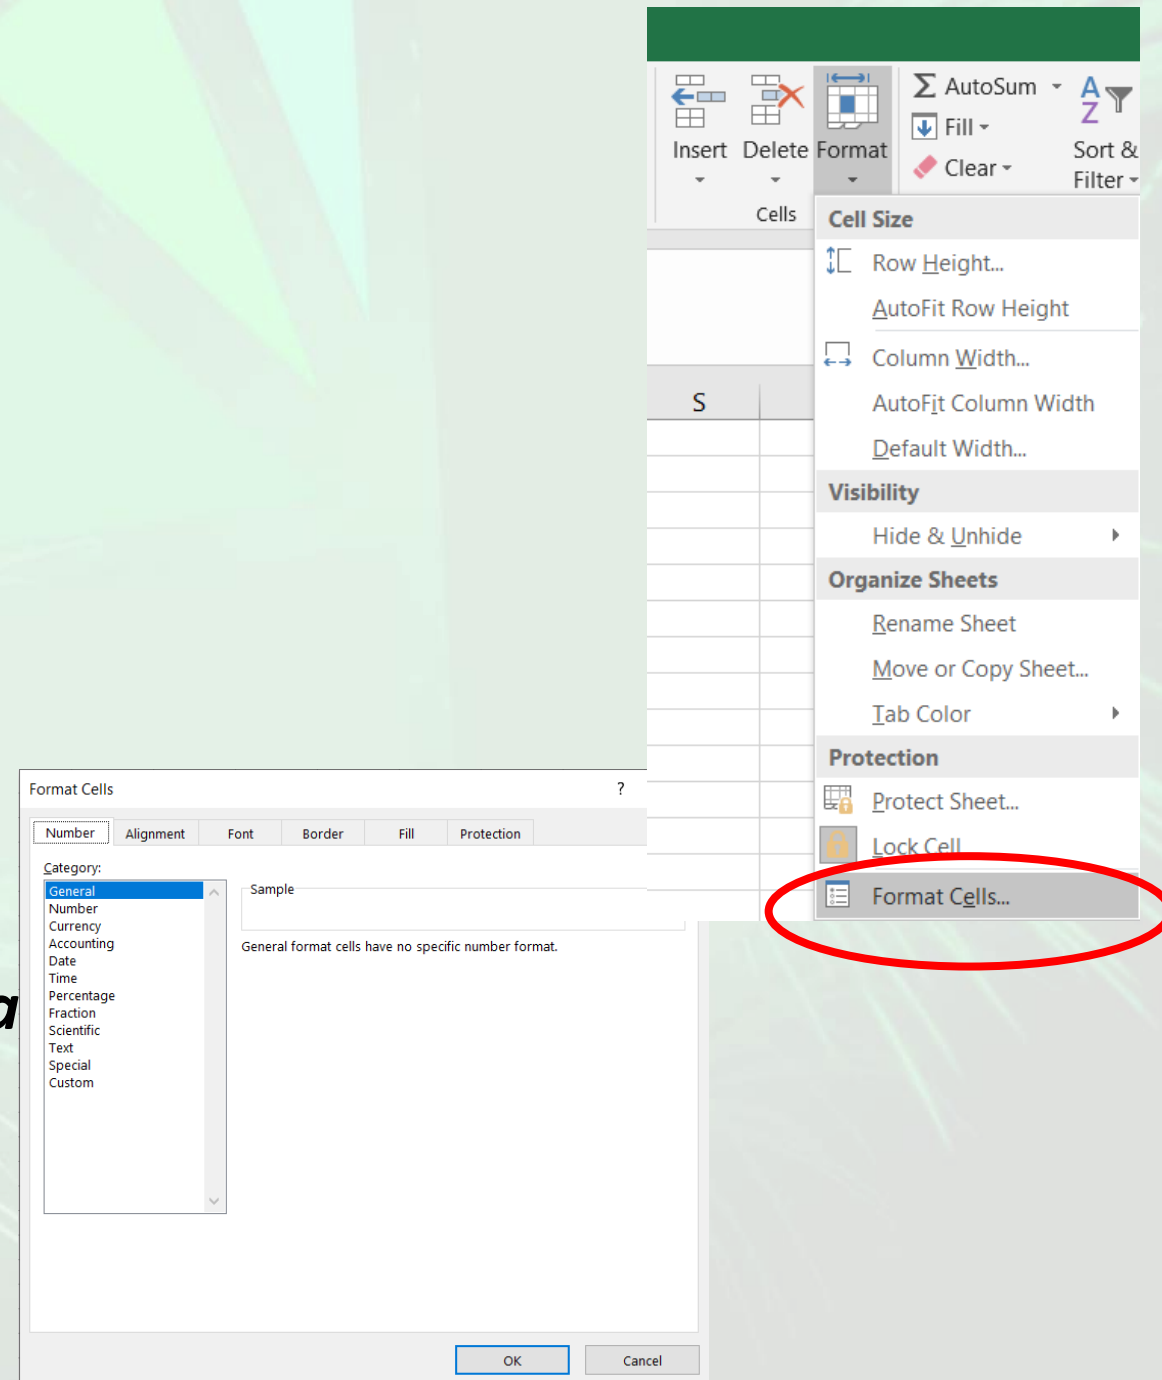 AutoSum
Fill
Clear
Insert
Delete
Format
Sort &
Filter
Cells
Cell Size
Row Height...
AutoFit Row Height
Column Width...
AutoFit Column Width
Default Width...
Visibility
Hide & Unhide
Organize Sheets
Rename Sheet
Move or Copy Sheet...
Tab Color
Protection
Protect Sheet...
Lock Cell
Format Cells...
S
Format Cells
?
Number Alignment Font Border Fill Protection
Category:
General
Number
Currency
Accounting
Date
Time
Percentage
Fraction
Scientific
Text
Special
Custom
Sample
General format cells have no specific number format.
a
OK Cancel